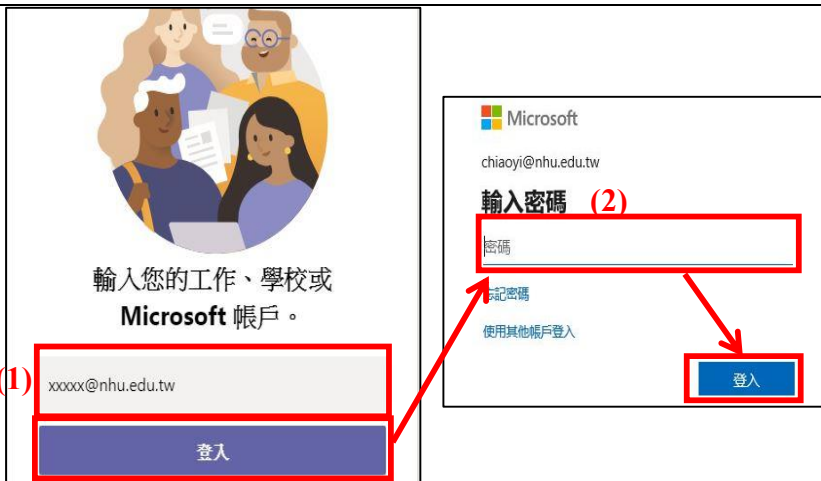 輸入您的工作、學校或
Microsoft 帳戶。
(1)
xxxxx@nhu.edu.tw
登入
Microsoft
chiaoyi@nhu.edu.tw
輸入密碼 (2)
密碼
忘記密碼
使用其他帳戶登入
登入